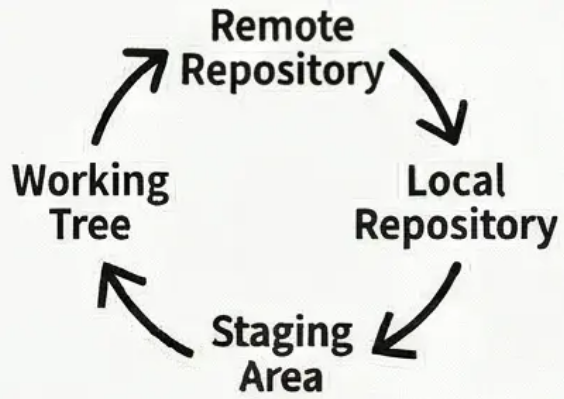 Remote
Repository
Working
Tree
Local
Repository
Staging
Area